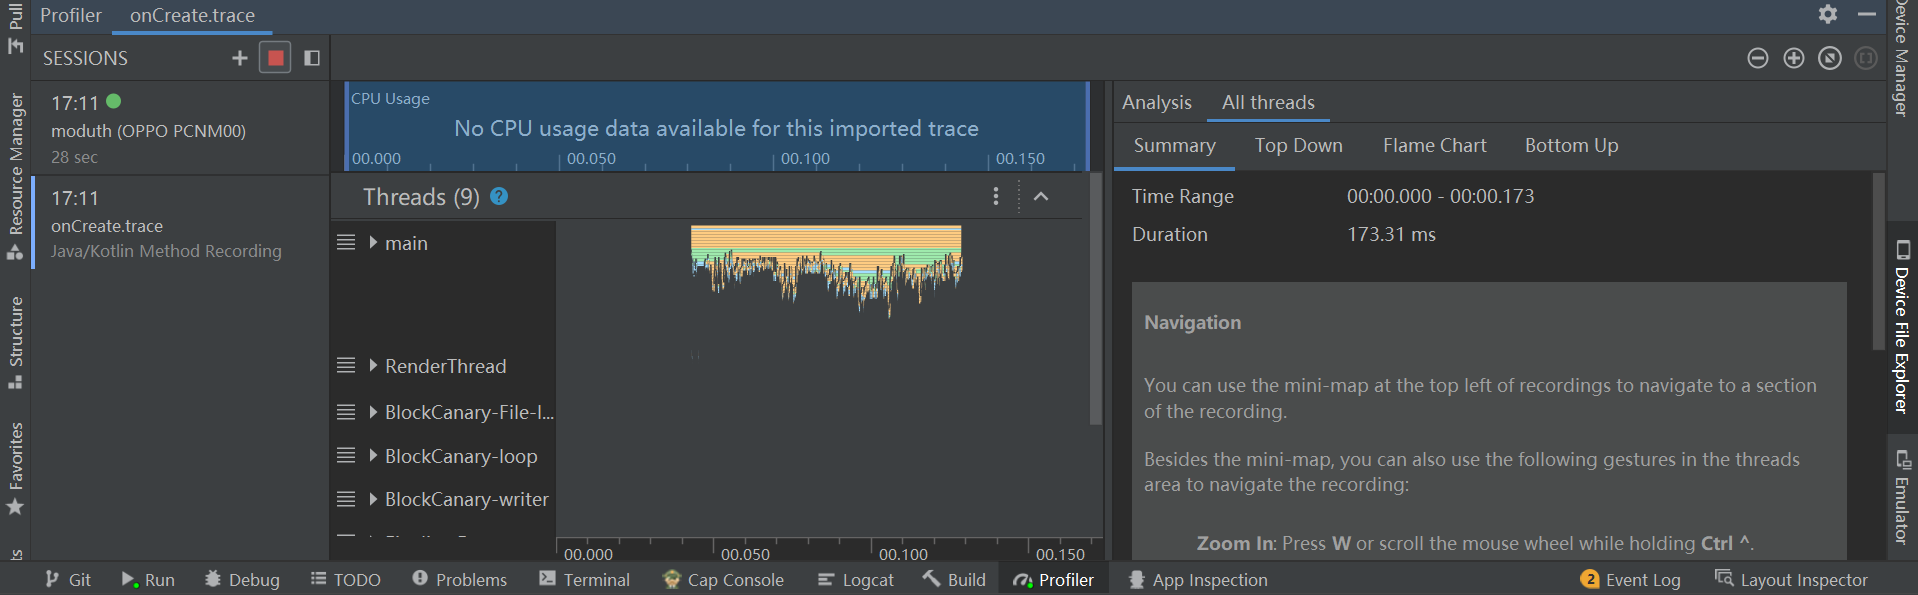 Profiler
onCreate.trace
Pull
Resource Manager
Structure
Favorites
SESSIONS
17:11
moduth (OPPO PCNM00)
28 sec
17:11
onCreate.trace
Java/Kotlin Method Recording
CPU Usage
No CPU usage data available for this imported trace
00.000
00.050
00.100
00.150
Threads (9) ?
main
RenderThread
BlockCanary-File-l...
BlockCanary-loop
BlockCanary-writer
00.000
00.050
00.100
00.150
Analysis
All threads
Summary
Top Down
Flame Chart
Bottom Up
Time Range 00:00.000 - 00:00.173
Duration 173.31 ms
Navigation
You can use the mini-map at the top left of recordings to navigate to a section
of the recording.
Besides the mini-map, you can also use the following gestures in the threads
area to navigate the recording:
Zoom In: Press W or scroll the mouse wheel while holding Ctrl ^.
Device Manager
Device File Explorer
Emulator
Git
Run
Debug
TODO
Problems
Terminal
Cap Console
Logcat
Build
Profiler
App Inspection
2 Event Log
Layout Inspector